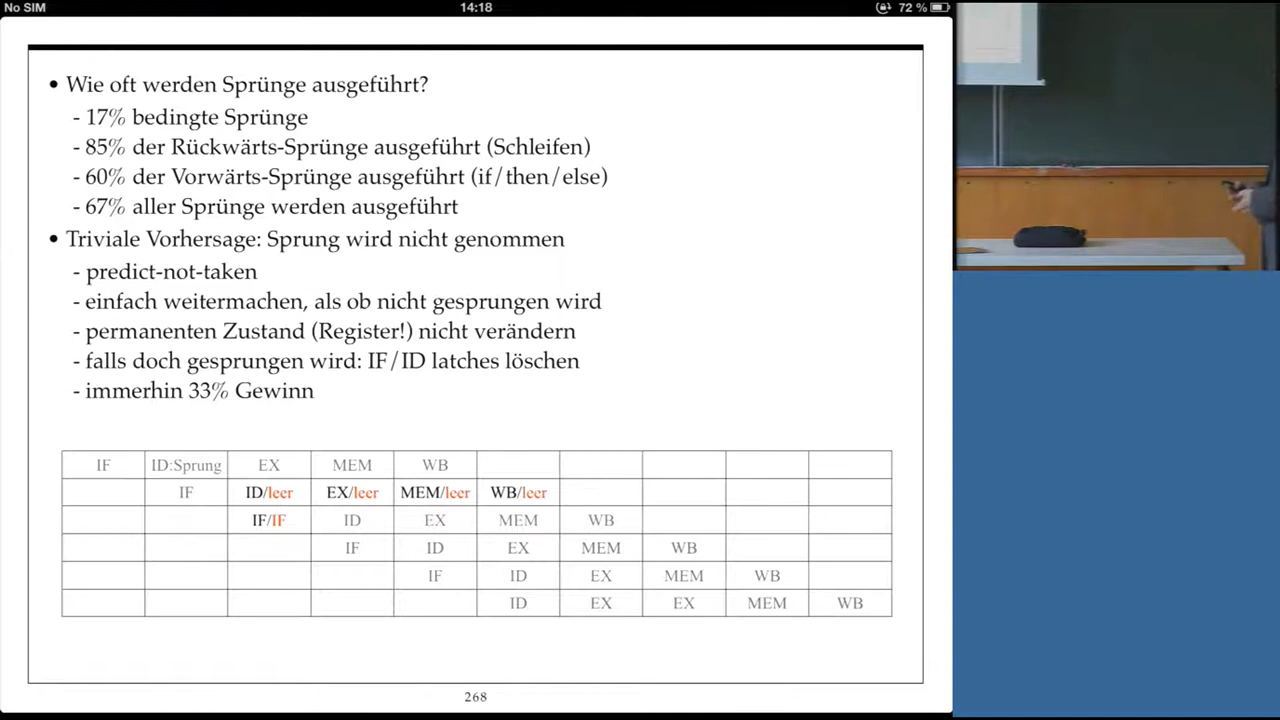 No SIM 14:18 72 %
• Wie oft werden Sprünge ausgeführt?
- 17% bedingte Sprünge
- 85% der Rückwärts-Sprünge ausgeführt (Schleifen)
- 60% der Vorwärts-Sprünge ausgeführt (if/then/else)
- 67% aller Sprünge werden ausgeführt
• Triviale Vorhersage: Sprung wird nicht genommen
- predict-not-taken
- einfach weitermachen, als ob nicht gesprungen wird
- permanenten Zustand (Register!) nicht verändern
- falls doch gesprungen wird: IF/ID latches löschen
- immerhin 33% Gewinn
IF ID:Sprung EX MEM WB
IF ID/leer EX/leer MEM/leer WB/leer
IF/IF ID EX MEM WB
IF ID EX MEM WB
IF ID EX MEM WB
ID EX EX MEM WB
268